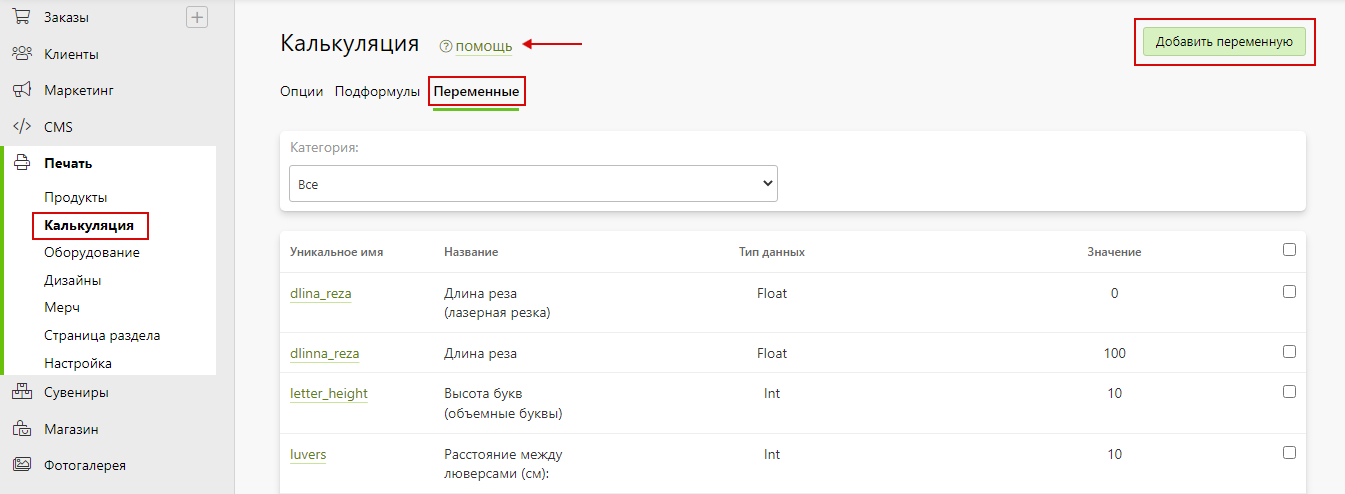 Заказы
Клиенты
Маркетинг
CMS
Печать
Продукты
Калькуляция
Оборудование
Дизайны
Мерч
Страница раздела
Настройка
Сувениры
Магазин
Фотогалерея
Калькуляция
? помощь
Добавить переменную
Опции Подформулы Переменные
Категория:
Все
Уникальное имя Название Тип данных Значение
dlina_reza Длина реза Float 0
(лазерная резка)
dlinna_reza Длина реза Float 100
letter_height Высота букв Int 10
(объемные буквы)
luvers Расстояние между Int 10
люверсами (см):